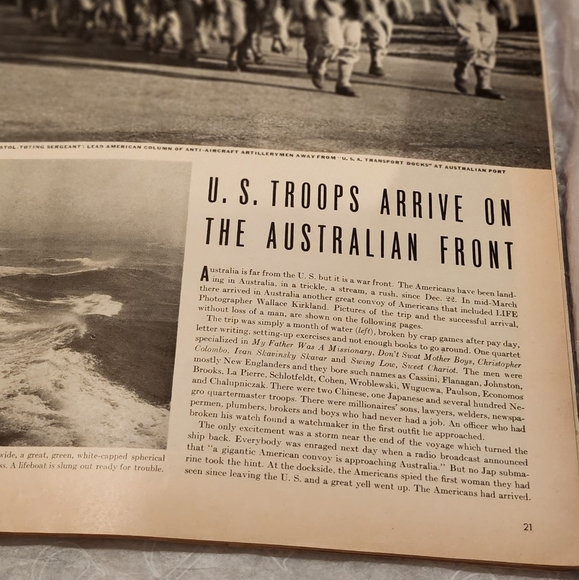 STOL-TOTING SERGEANT: LEAD AMERICAN COLUMN OF ANTI-AIRCRAFT ARTILLERYMEN AWAY FROM "U. S. A. TRANSPORT DOCKS" AT AUSTRALIAN PORT
U. S. TROOPS ARRIVE ON
THE AUSTRALIAN FRONT
Australia is far from the U. S. but it is a war front. The Americans have been land-
ing in Australia, in a trickle, a stream, a rush, since Dec. 22. In mid-March
there arrived in Australia another great convoy of Americans that included LIFE
Photographer Wallace Kirkland. Pictures of the trip and the successful arrival,
without loss of a man, are shown on the following pages.
The trip was simply a month of water (left), broken by crap games after pay day,
letter writing, setting-up exercises and not enough books to go around. One quartet
specialized in My Father Was A Missionary, Don't Swat Mother Boys, Christopher
Colombo, Ivan Skavinsky Skavar and Swing Low, Sweet Chariot. The men were
mostly New Englanders and they bore such names as Cassini, Flanagan, Johnston,
Brooks, La Pierre, Schlotfeldt, Cohen, Wroblewski, Wugucwa, Paulson, Economos
and Chalupniczak. There were two Chinese, one Japanese and several hundred Ne-
gro quartermaster troops. There were millionaires' sons, lawyers, welders, newspa-
permen, plumbers, brokers and boys who had never had a job. An officer who had
broken his watch found a watchmaker in the first outfit he approached.
The only excitement was a storm near the end of the voyage which turned the
ship back. Everybody was enraged next day when a radio broadcast announced
that "a gigantic American convoy is approaching Australia." But no Jap subma-
rine took the hint. At the dockside, the Americans spied the first woman they had
seen since leaving the U. S. and a great yell went up. The Americans had arrived.
wide, a great, green, white-capped spherical
ss. A lifeboat is slung out ready for trouble.
21